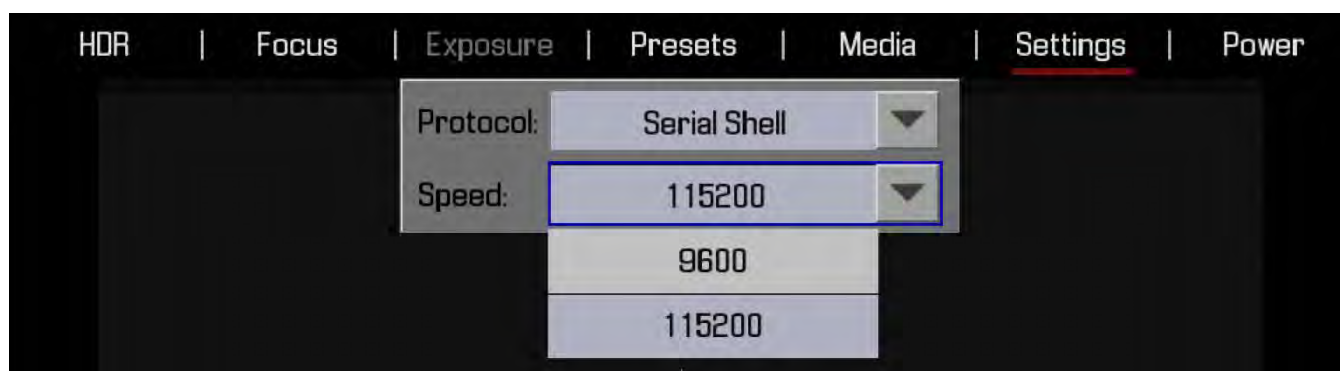 HDR | Focus | Exposure | Presets | Media | Settings | Power
Protocol: Serial Shell
Speed: 115200
9600
115200